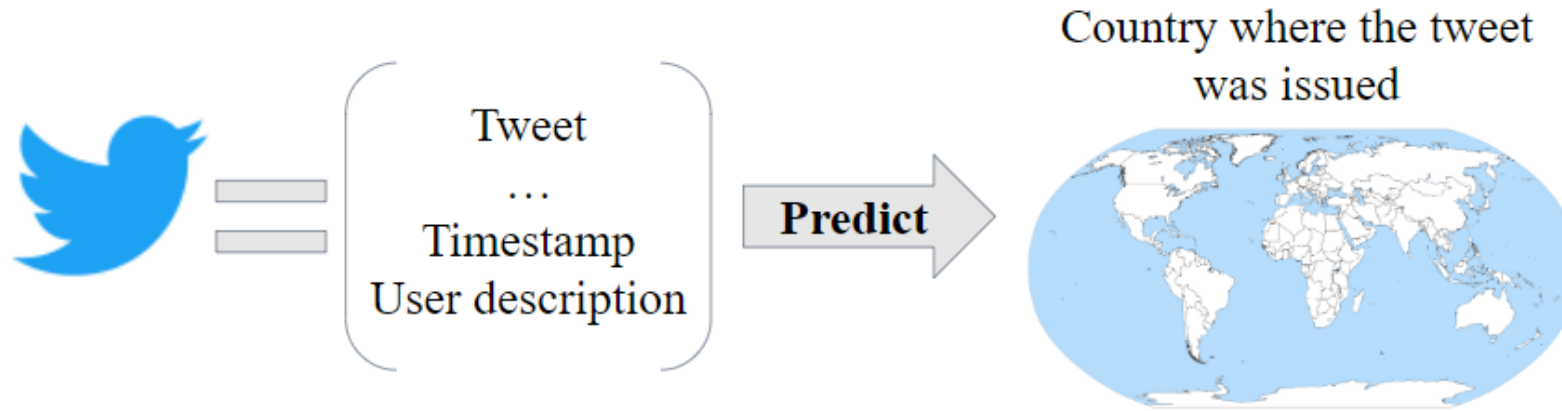 Tweet
…
Timestamp
User description
Predict
Country where the tweet
was issued